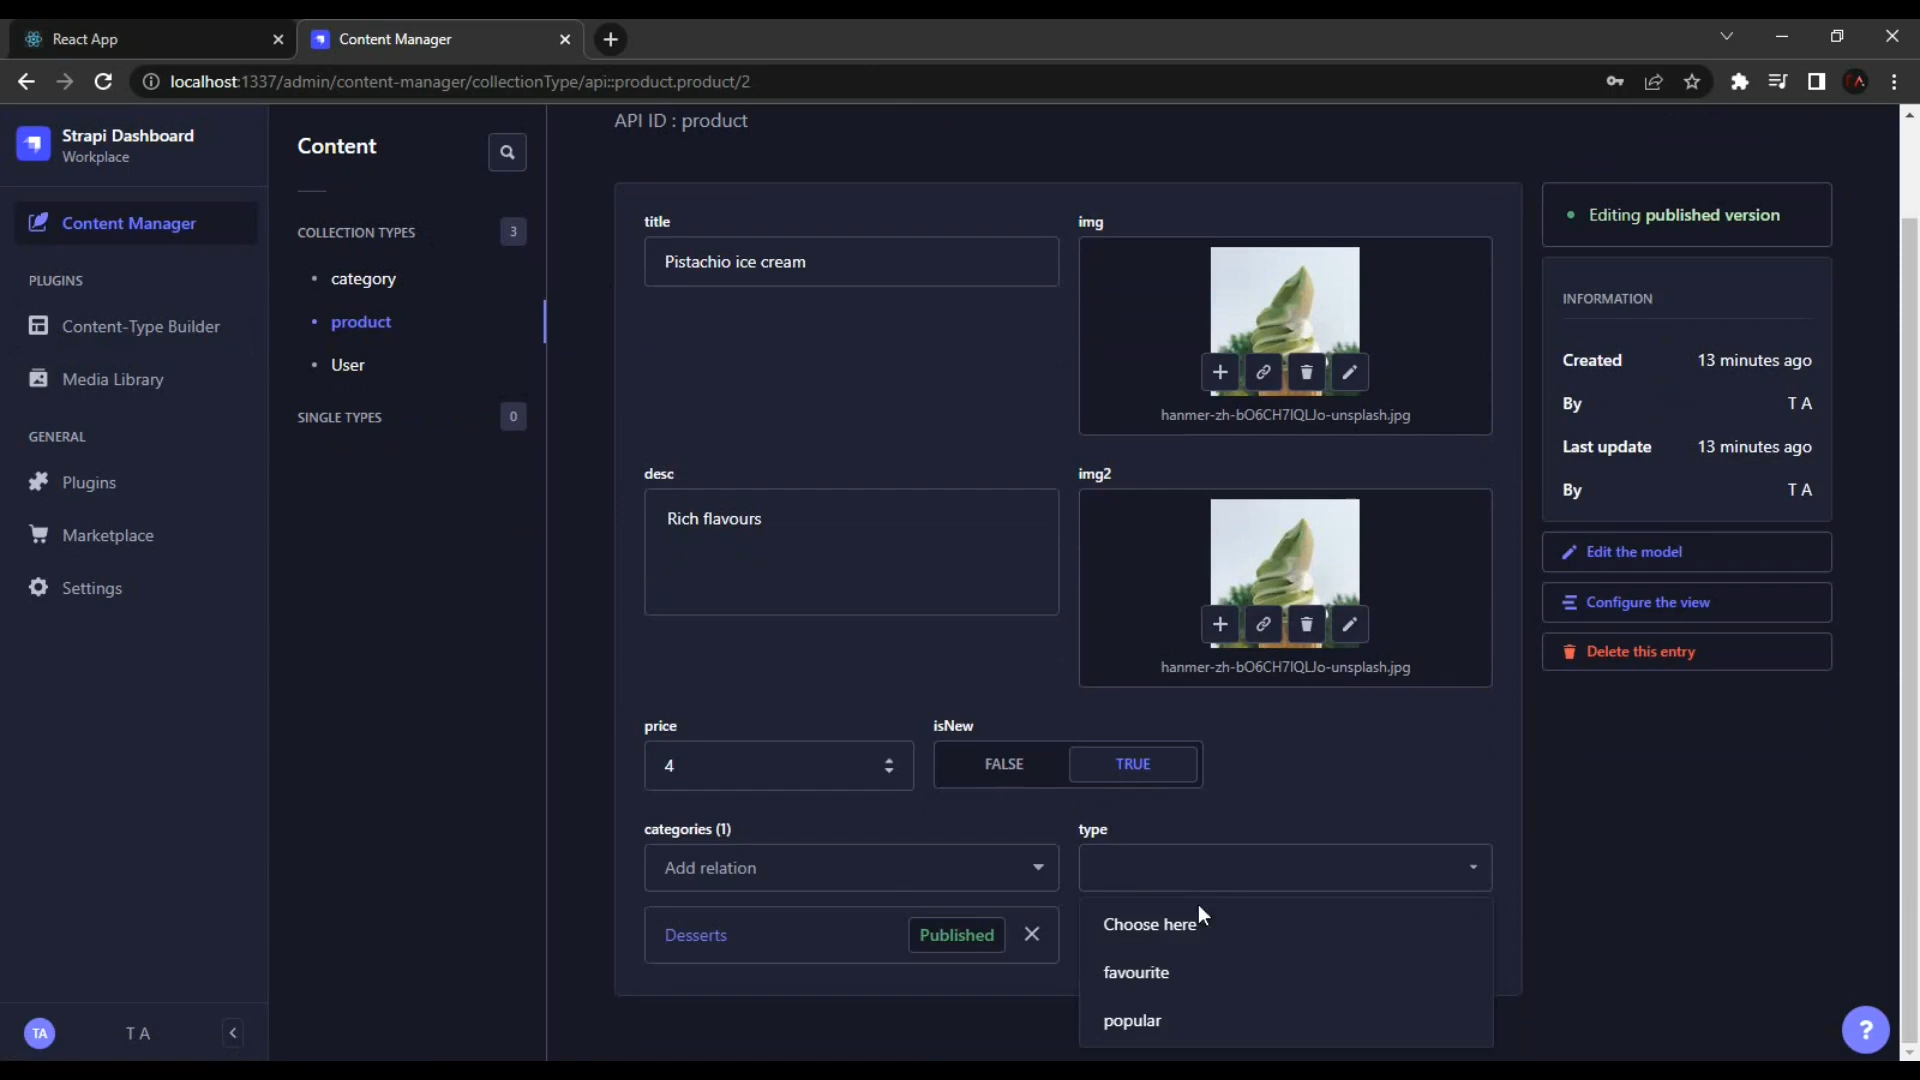 React App
Content Manager
localhost:1337/admin/content-manager/collectionType/api::product.product/2
Strapi Dashboard
Workplace
Content Manager
PLUGINS
Content-Type Builder
Media Library
GENERAL
Plugins
Marketplace
Settings
TA
T A
Content
COLLECTION TYPES
3
category
product
User
SINGLE TYPES
0
API ID : product
title
Pistachio ice cream
img
hanmer-zh-bO6CH7IQLJo-unsplash.jpg
desc
Rich flavours
img2
hanmer-zh-bO6CH7IQLJo-unsplash.jpg
price
4
isNew
FALSE
TRUE
categories (1)
Add relation
Desserts
Published
type
Choose here
favourite
popular
Editing published version
INFORMATION
Created 13 minutes ago
By T A
Last update 13 minutes ago
By T A
Edit the model
Configure the view
Delete this entry
?